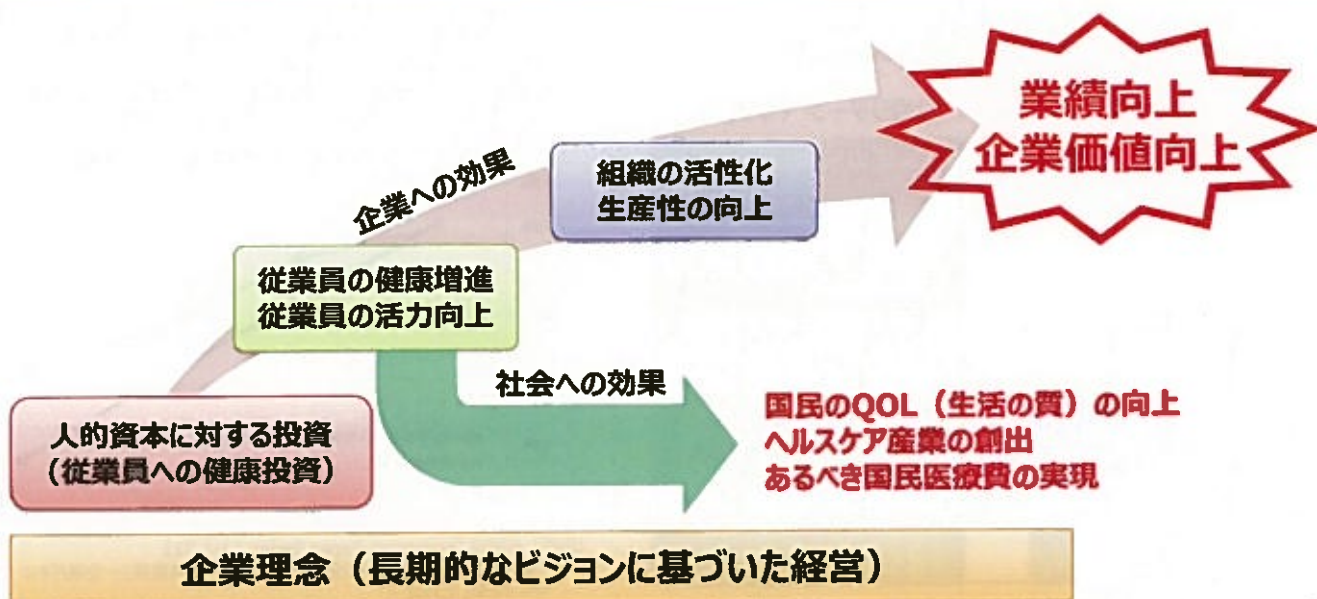 業績向上
企業価値向上
企業への効果
組織の活性化
生産性の向上
従業員の健康増進
従業員の活力向上
社会への効果
国民のQOL（生活の質）の向上
ヘルスケア産業の創出
あるべき国民医療費の実現
人的資本に対する投資
（従業員への健康投資）
企業理念（長期的なビジョンに基づいた経営）